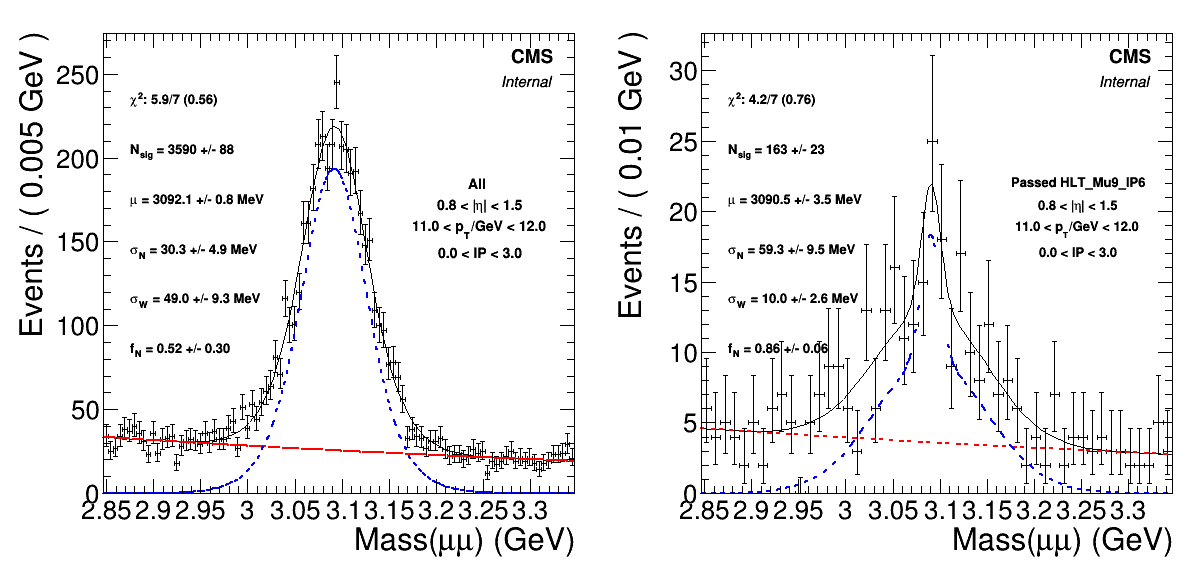 Events / ( 0.005 GeV )
250
200
150
100
50
0
CMS
Internal
χ²: 5.9/7 (0.56)
N_sig = 3590 +/- 88
μ = 3092.1 +/- 0.8 MeV
σ_N = 30.3 +/- 4.9 MeV
σ_W = 49.0 +/- 9.3 MeV
f_N = 0.52 +/- 0.30
All
0.8 < |η| < 1.5
11.0 < p_T/GeV < 12.0
0.0 < IP < 3.0
2.85 2.9 2.95 3 3.05 3.1 3.15 3.2 3.25 3.3
Mass(μμ) (GeV)
Events / ( 0.01 GeV )
30
25
20
15
10
5
0
CMS
Internal
χ²: 4.2/7 (0.76)
N_sig = 163 +/- 23
μ = 3090.5 +/- 3.5 MeV
σ_N = 59.3 +/- 9.5 MeV
σ_W = 10.0 +/- 2.6 MeV
f_N = 0.86 +/- 0.06
Passed HLT_Mu9_IP6
0.8 < |η| < 1.5
11.0 < p_T/GeV < 12.0
0.0 < IP < 3.0
2.85 2.9 2.95 3 3.05 3.1 3.15 3.2 3.25 3.3
Mass(μμ) (GeV)